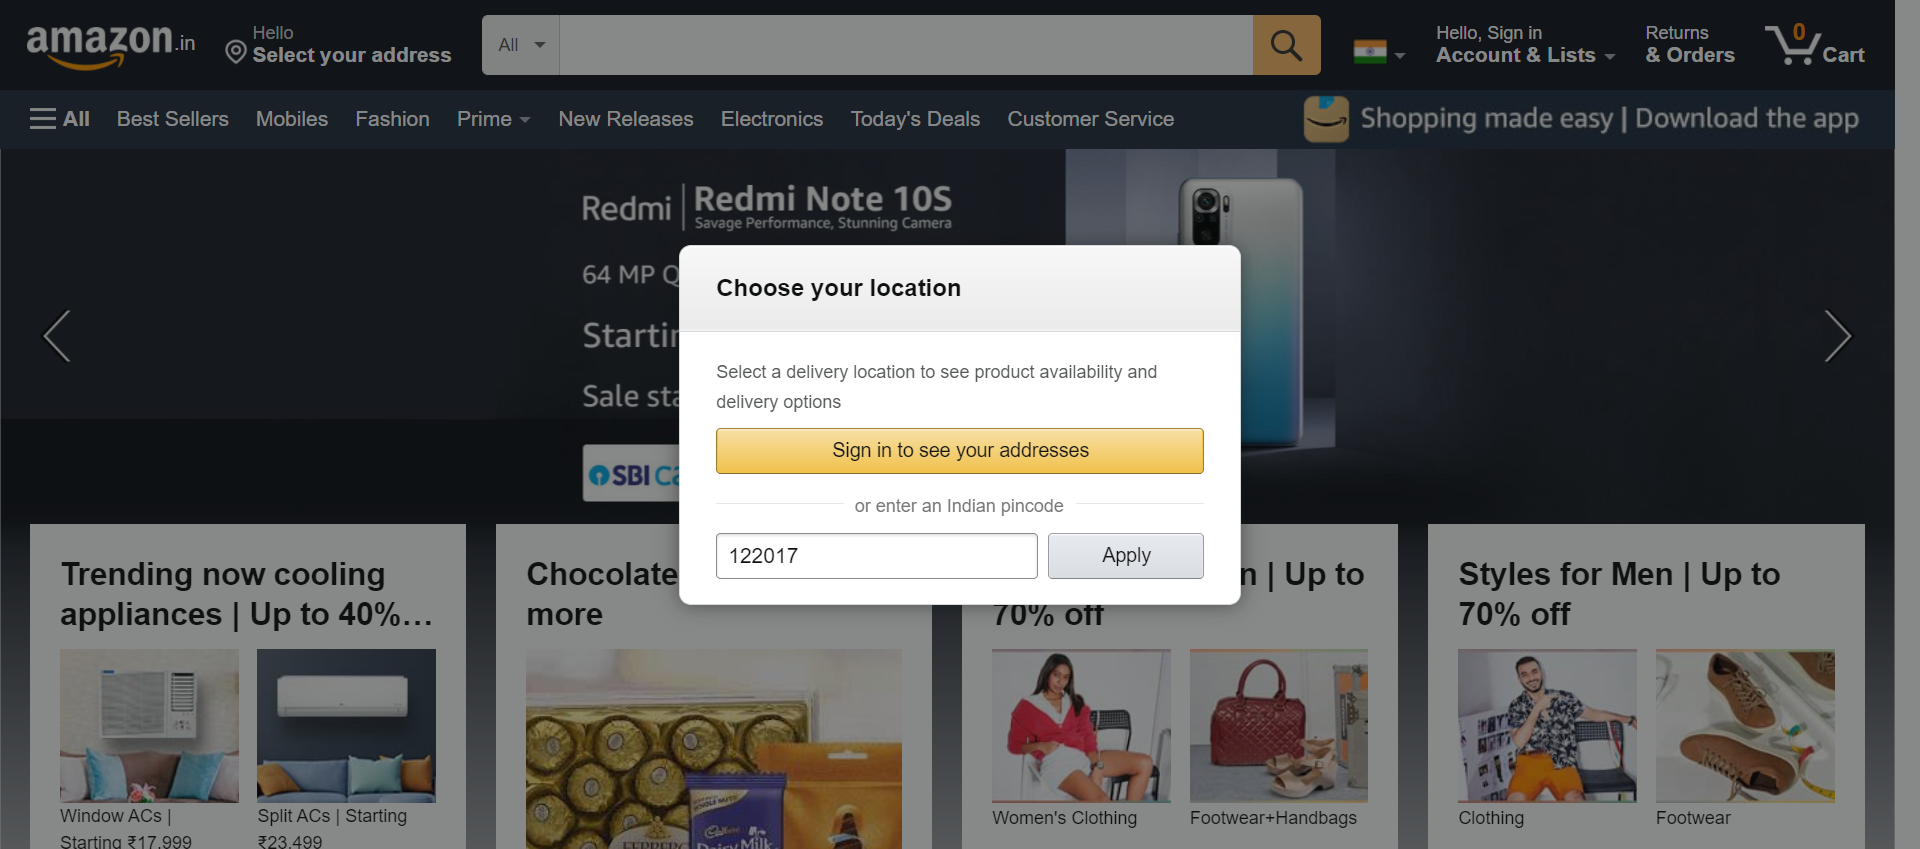 amazon.in
Hello
Select your address
All
Hello, Sign in
Account & Lists
Returns
& Orders
0
Cart
All
Best Sellers
Mobiles
Fashion
Prime
New Releases
Electronics
Today's Deals
Customer Service
Shopping made easy | Download the app
Redmi | Redmi Note 10S
Savage Performance, Stunning Camera
64 MP Q
Startin
Sale sta
SBI Ca
Choose your location
Select a delivery location to see product availability and
delivery options
Sign in to see your addresses
or enter an Indian pincode
122017
Apply
Trending now cooling
appliances | Up to 40%…
Window ACs |
Starting ₹17,999
Split ACs | Starting
₹23,499
Chocolate
more
Cadbury
Dairy Milk
n | Up to
70% off
Women's Clothing
Footwear+Handbags
Styles for Men | Up to
70% off
Clothing
Footwear